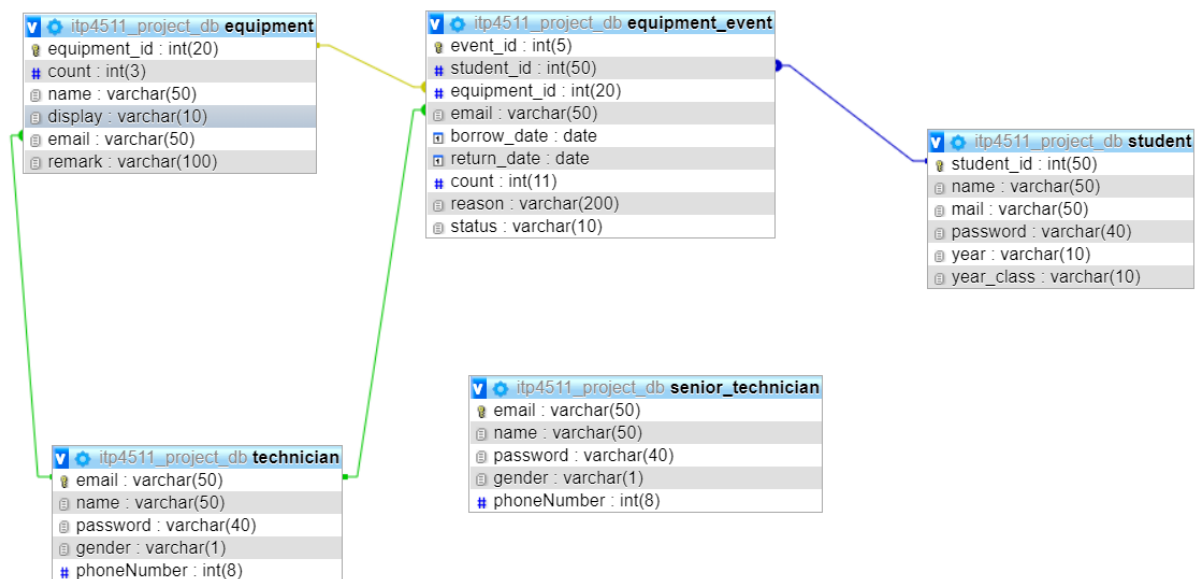 itp4511_project_db equipment
equipment_id : int(20)
count : int(3)
name : varchar(50)
display : varchar(10)
email : varchar(50)
remark : varchar(100)
itp4511_project_db equipment_event
event_id : int(5)
student_id : int(50)
equipment_id : int(20)
email : varchar(50)
borrow_date : date
return_date : date
count : int(11)
reason : varchar(200)
status : varchar(10)
itp4511_project_db student
student_id : int(50)
name : varchar(50)
mail : varchar(50)
password : varchar(40)
year : varchar(10)
year_class : varchar(10)
itp4511_project_db senior_technician
email : varchar(50)
name : varchar(50)
password : varchar(40)
gender : varchar(1)
phoneNumber : int(8)
itp4511_project_db technician
email : varchar(50)
name : varchar(50)
password : varchar(40)
gender : varchar(1)
phoneNumber : int(8)